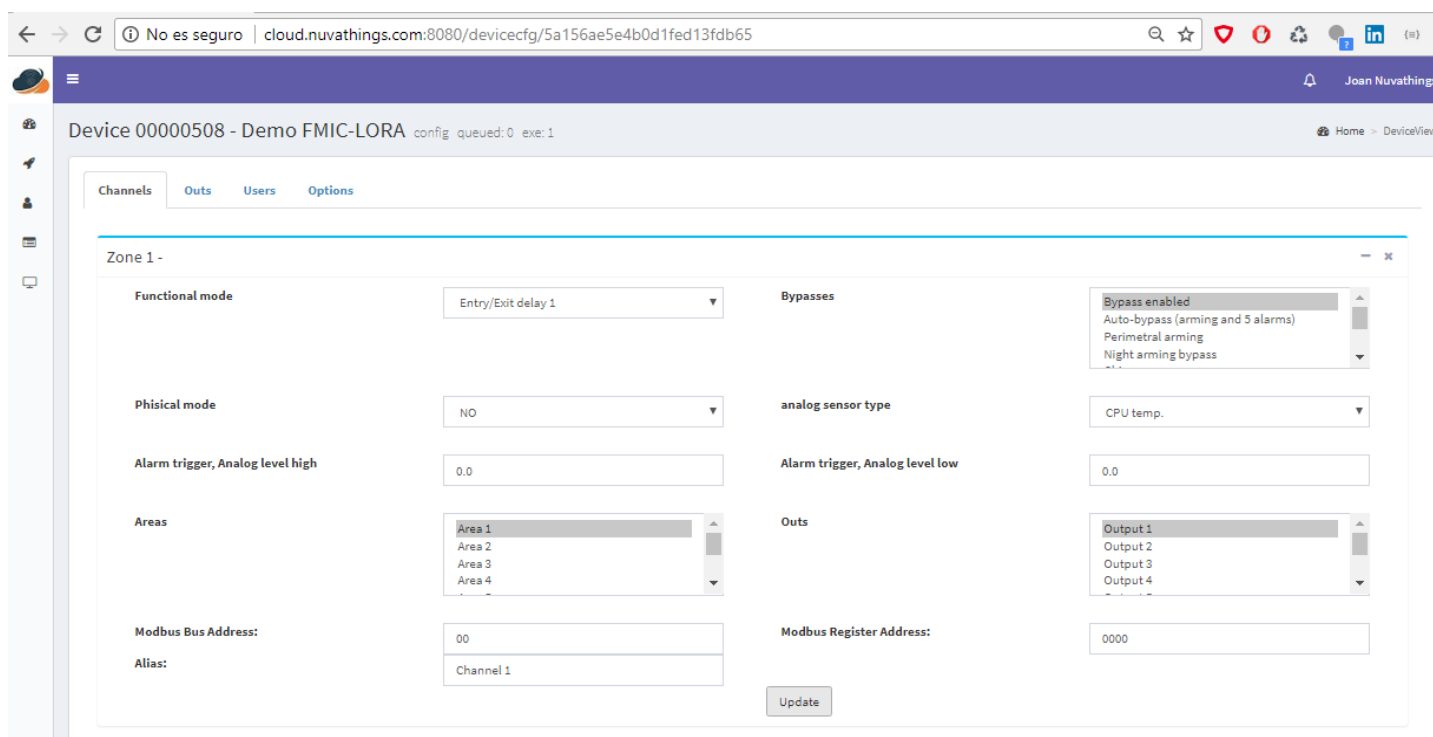 No es seguro | cloud.nuvathings.com:8080/devicecfg/5a156ae5e4b0d1fed13fdb65
Joan Nuvathing
Device 00000508 - Demo FMIC-LORA config queued: 0 exe: 1
Home > DeviceView
Channels Outs Users Options
Zone 1 -
Functional mode
Entry/Exit delay 1
Bypasses
Bypass enabled
Auto-bypass (arming and 5 alarms)
Perimetral arming
Night arming bypass
Phisical mode
NO
analog sensor type
CPU temp.
Alarm trigger, Analog level high
0.0
Alarm trigger, Analog level low
0.0
Areas
Area 1
Area 2
Area 3
Area 4
Outs
Output 1
Output 2
Output 3
Output 4
Modbus Bus Address:
00
Modbus Register Address:
0000
Alias:
Channel 1
Update